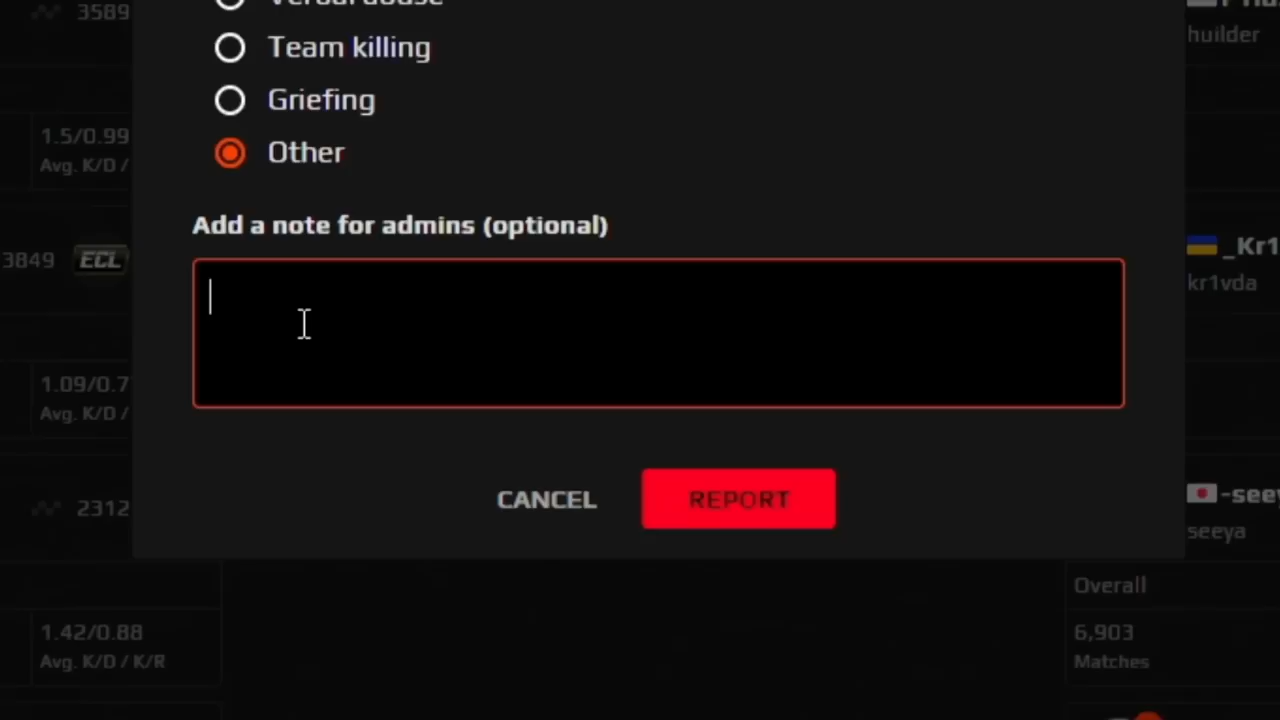 3589
Verbal abuse
huilder
Team killing
Griefing
1.5/0.99
Avg. K/D /
Other
Add a note for admins (optional)
3849 ECL
_Kr1
kr1vda
1.09/0.7
Avg. K/D /
CANCEL
REPORT
2312
-see
seeya
Overall
1.42/0.88
Avg. K/D / K/R
6,903
Matches